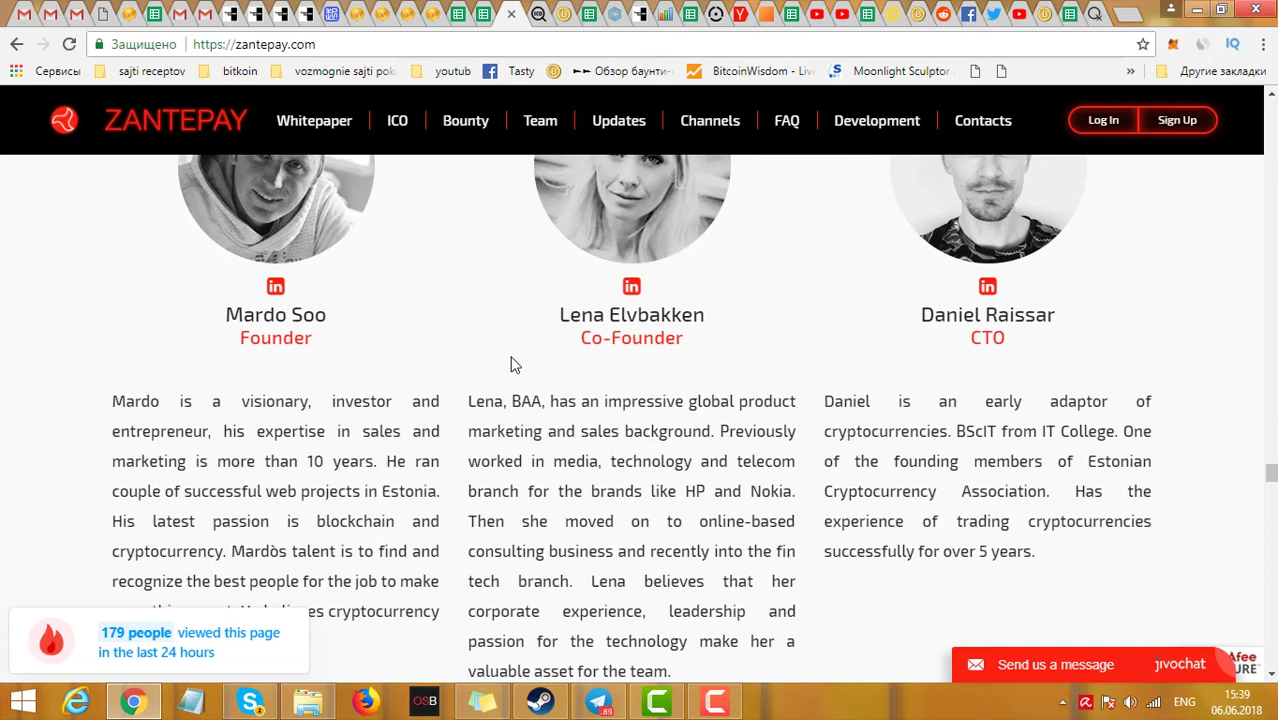 Защищено
https://zantepay.com
Сервисы
sajti receptov
bitkoin
vozmognie sajti pok
youtub
Tasty
►← Обзор баунти-
BitcoinWisdom - Liv
Moonlight Sculptor
»
Другие закладки
ZANTEPAY
Whitepaper
ICO
Bounty
Team
Updates
Channels
FAQ
Development
Contacts
Log In
Sign Up
Mardo Soo
Founder
Mardo is a visionary, investor and
entrepreneur, his expertise in sales and
marketing is more than 10 years. He ran
couple of successful web projects in Estonia.
His latest passion is blockchain and
cryptocurrency. Mardòs talent is to find and
recognize the best people for the job to make
es cryptocurrency
Lena Elvbakken
Co-Founder
Lena, BAA, has an impressive global product
marketing and sales background. Previously
worked in media, technology and telecom
branch for the brands like HP and Nokia.
Then she moved on to online-based
consulting business and recently into the fin
tech branch. Lena believes that her
corporate experience, leadership and
passion for the technology make her a
valuable asset for the team.
Daniel Raissar
CTO
Daniel is an early adaptor of
cryptocurrencies. BScIT from IT College. One
of the founding members of Estonian
Cryptocurrency Association. Has the
experience of trading cryptocurrencies
successfully for over 5 years.
179 people viewed this page
in the last 24 hours
Send us a message
jivochat
Afee
URE
OSB
89
ENG
15:39
06.06.2018